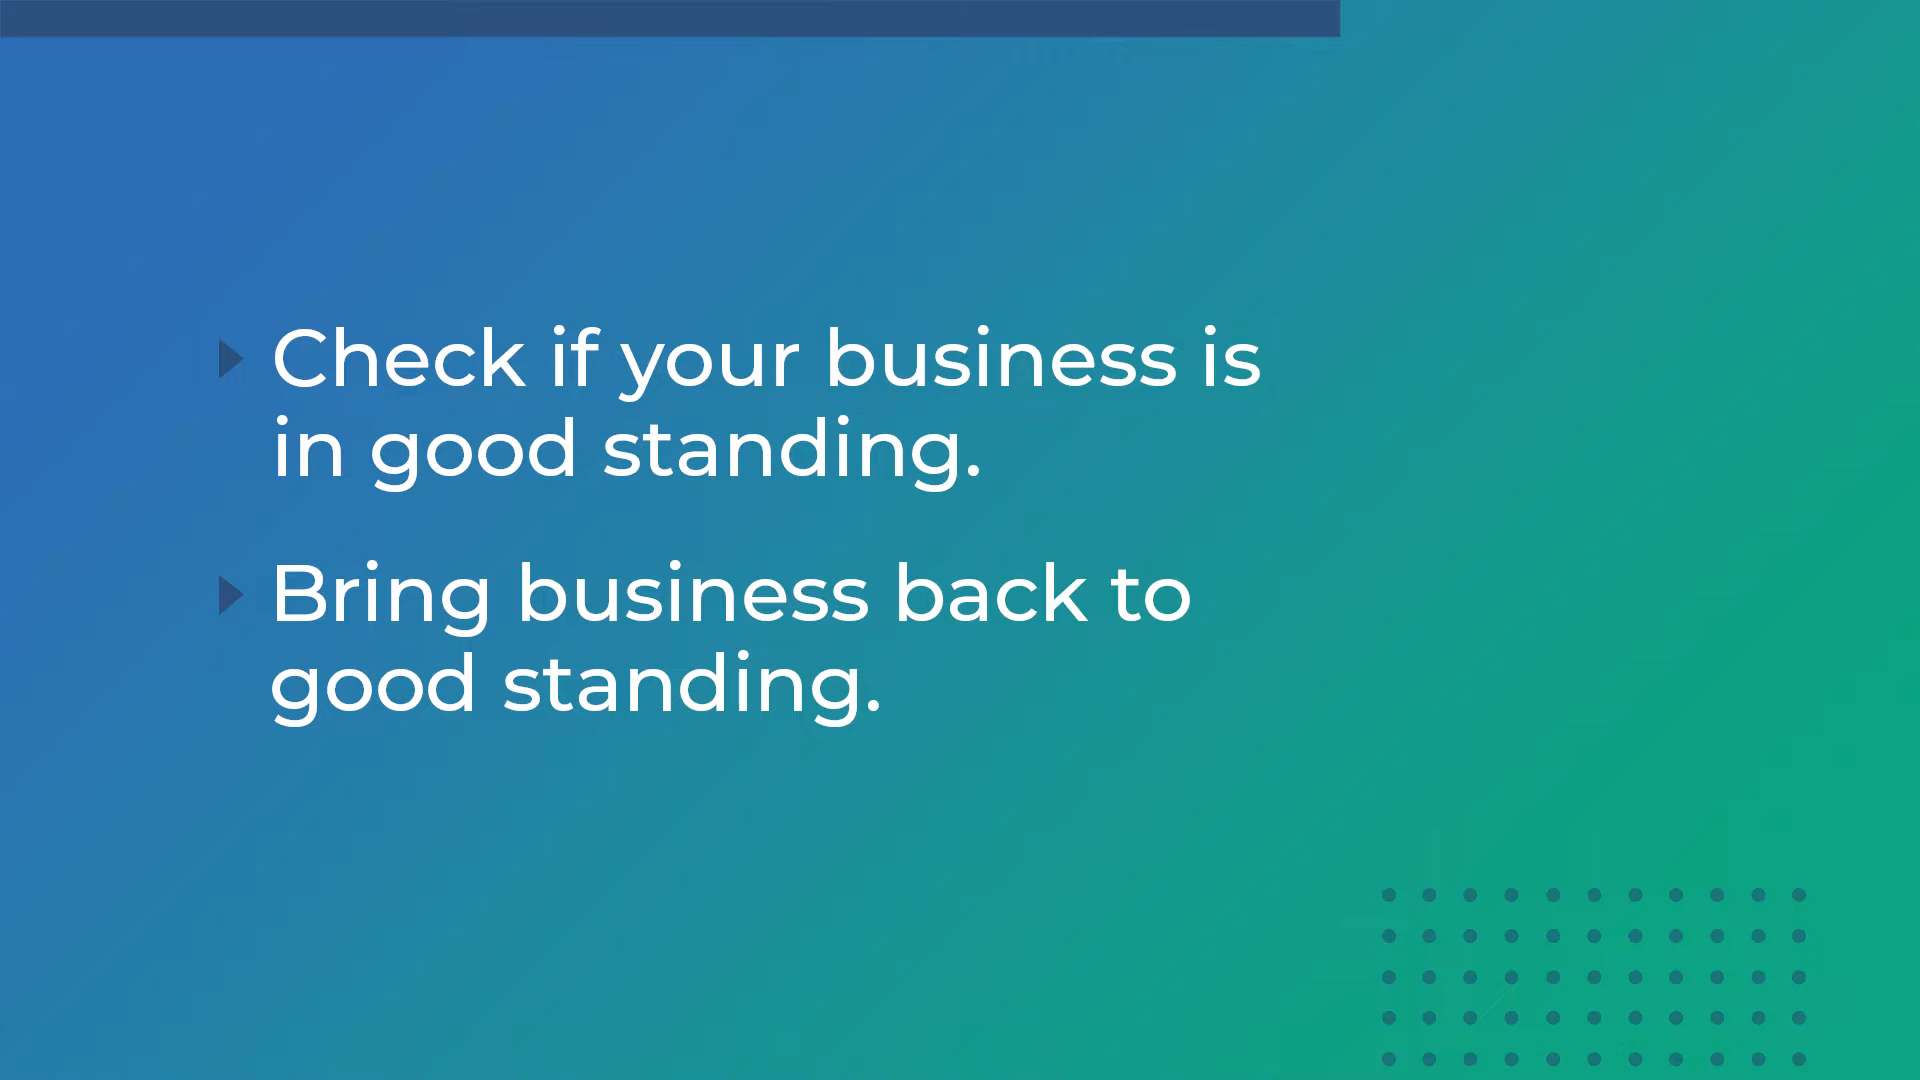 Check if your business is
in good standing.
Bring business back to
good standing.